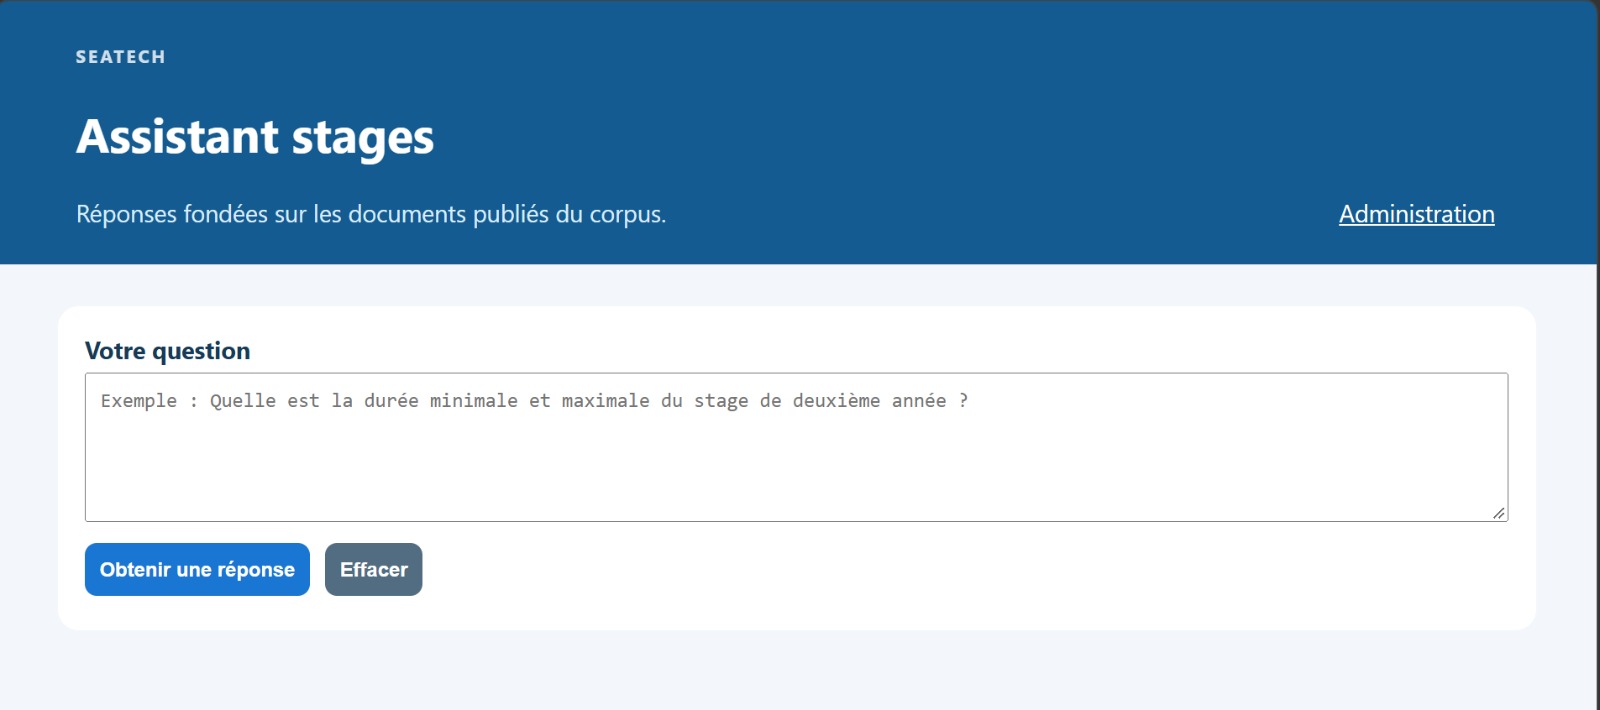 SEATECH
Assistant stages
Réponses fondées sur les documents publiés du corpus.
Administration
Votre question
Exemple : Quelle est la durée minimale et maximale du stage de deuxième année ?
Obtenir une réponse
Effacer